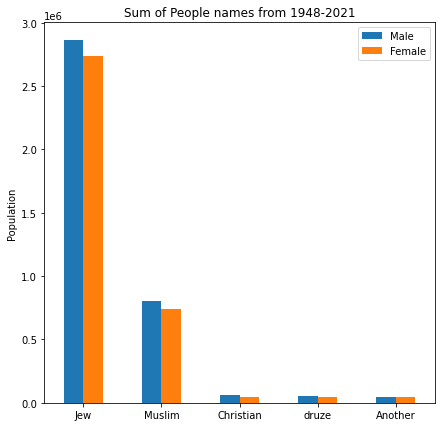 Sum of People names from 1948-2021
1e6
3.0
2.5
2.0
1.5
1.0
0.5
0.0
Population
Male
Female
Jew Muslim Christian druze Another